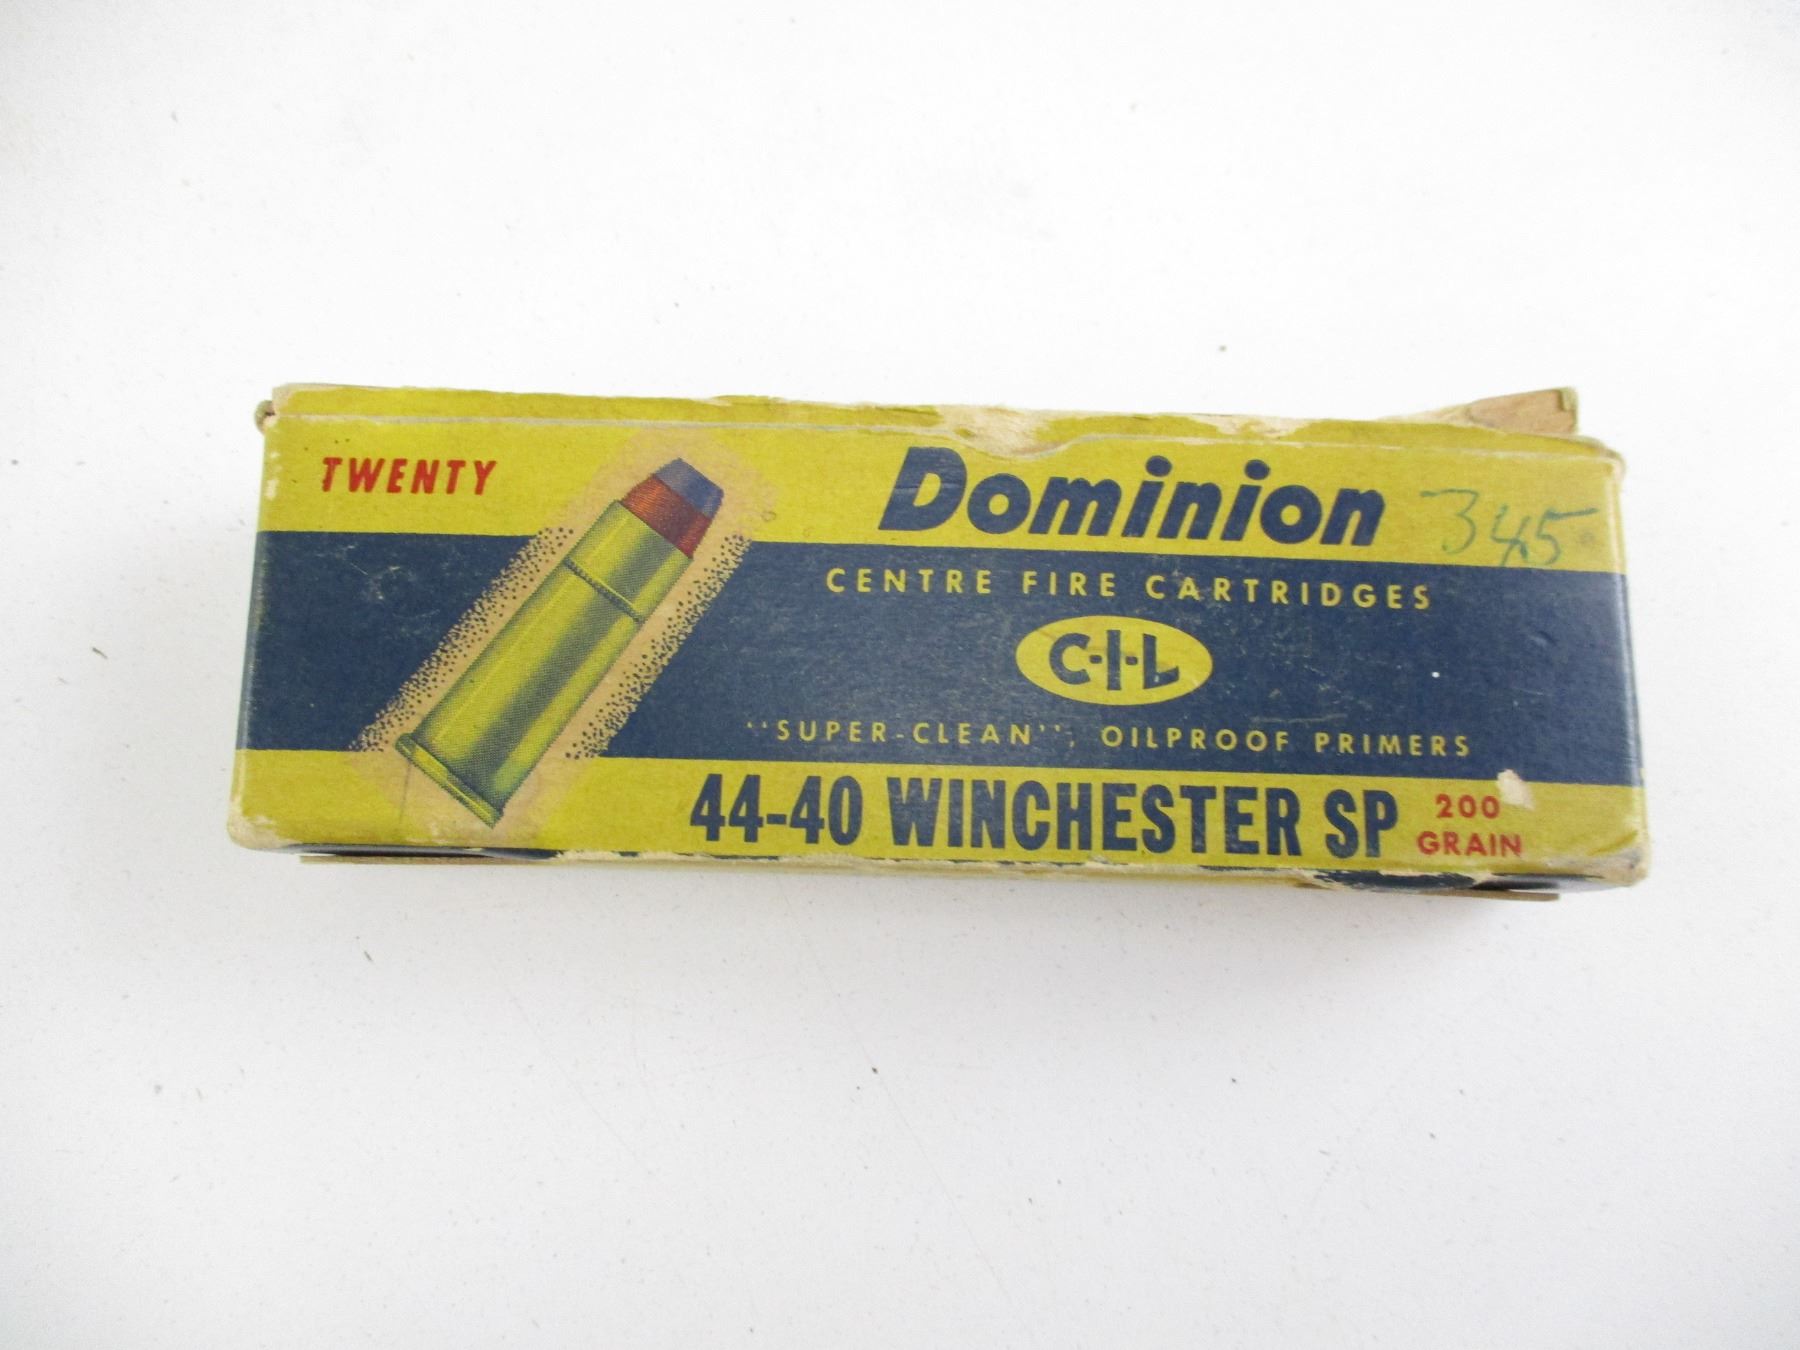 TWENTY
Dominion 345
CENTRE FIRE CARTRIDGES
C-I-L
"SUPER-CLEAN", OILPROOF PRIMERS
44-40 WINCHESTER SP 200
GRAIN